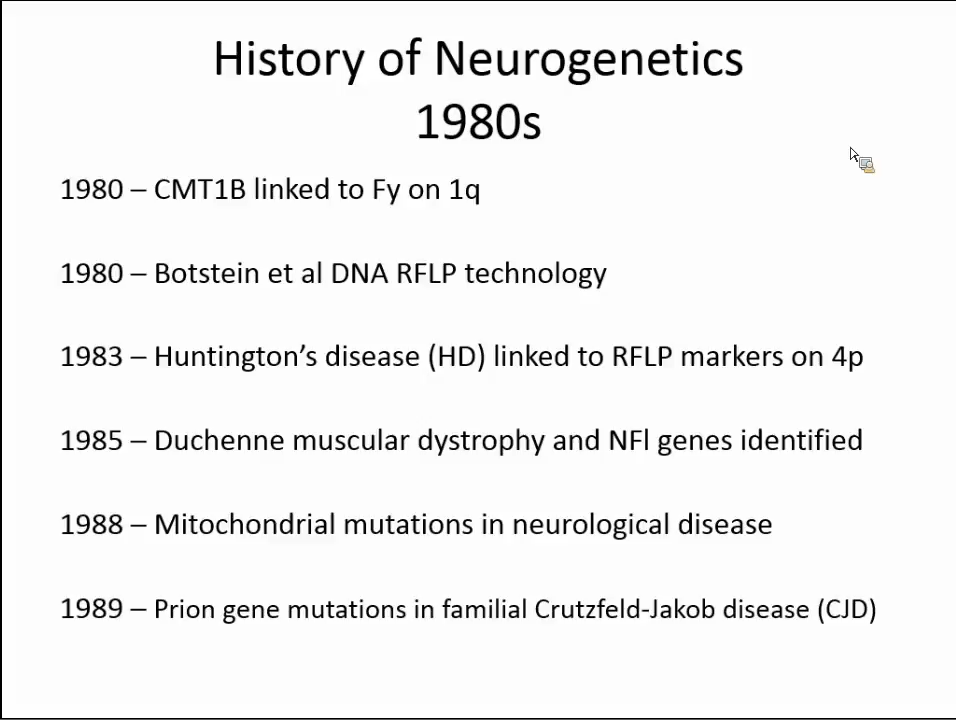 History of Neurogenetics
1980s
1980 – CMT1B linked to Fy on 1q
1980 – Botstein et al DNA RFLP technology
1983 – Huntington’s disease (HD) linked to RFLP markers on 4p
1985 – Duchenne muscular dystrophy and NFl genes identified
1988 – Mitochondrial mutations in neurological disease
1989 – Prion gene mutations in familial Crutzfeld-Jakob disease (CJD)